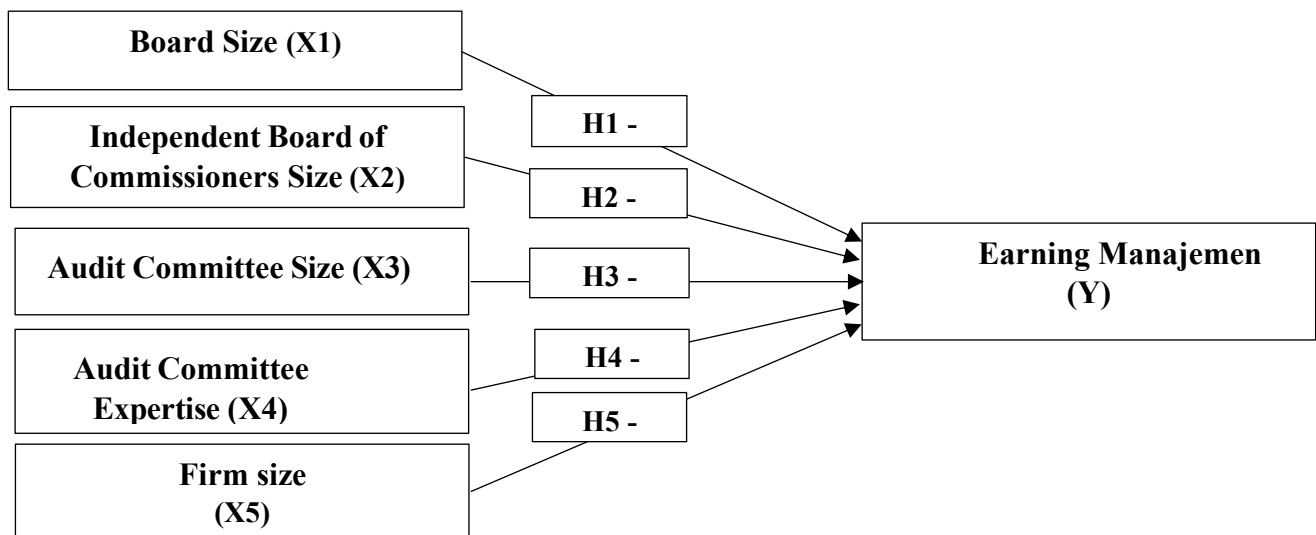 Board Size (X1)
Independent Board of
Commissioners Size (X2)
Audit Committee Size (X3)
Audit Committee
Expertise (X4)
Firm size
(X5)
H1 -
H2 -
H3 -
H4 -
H5 -
Earning Manajemen
(Y)